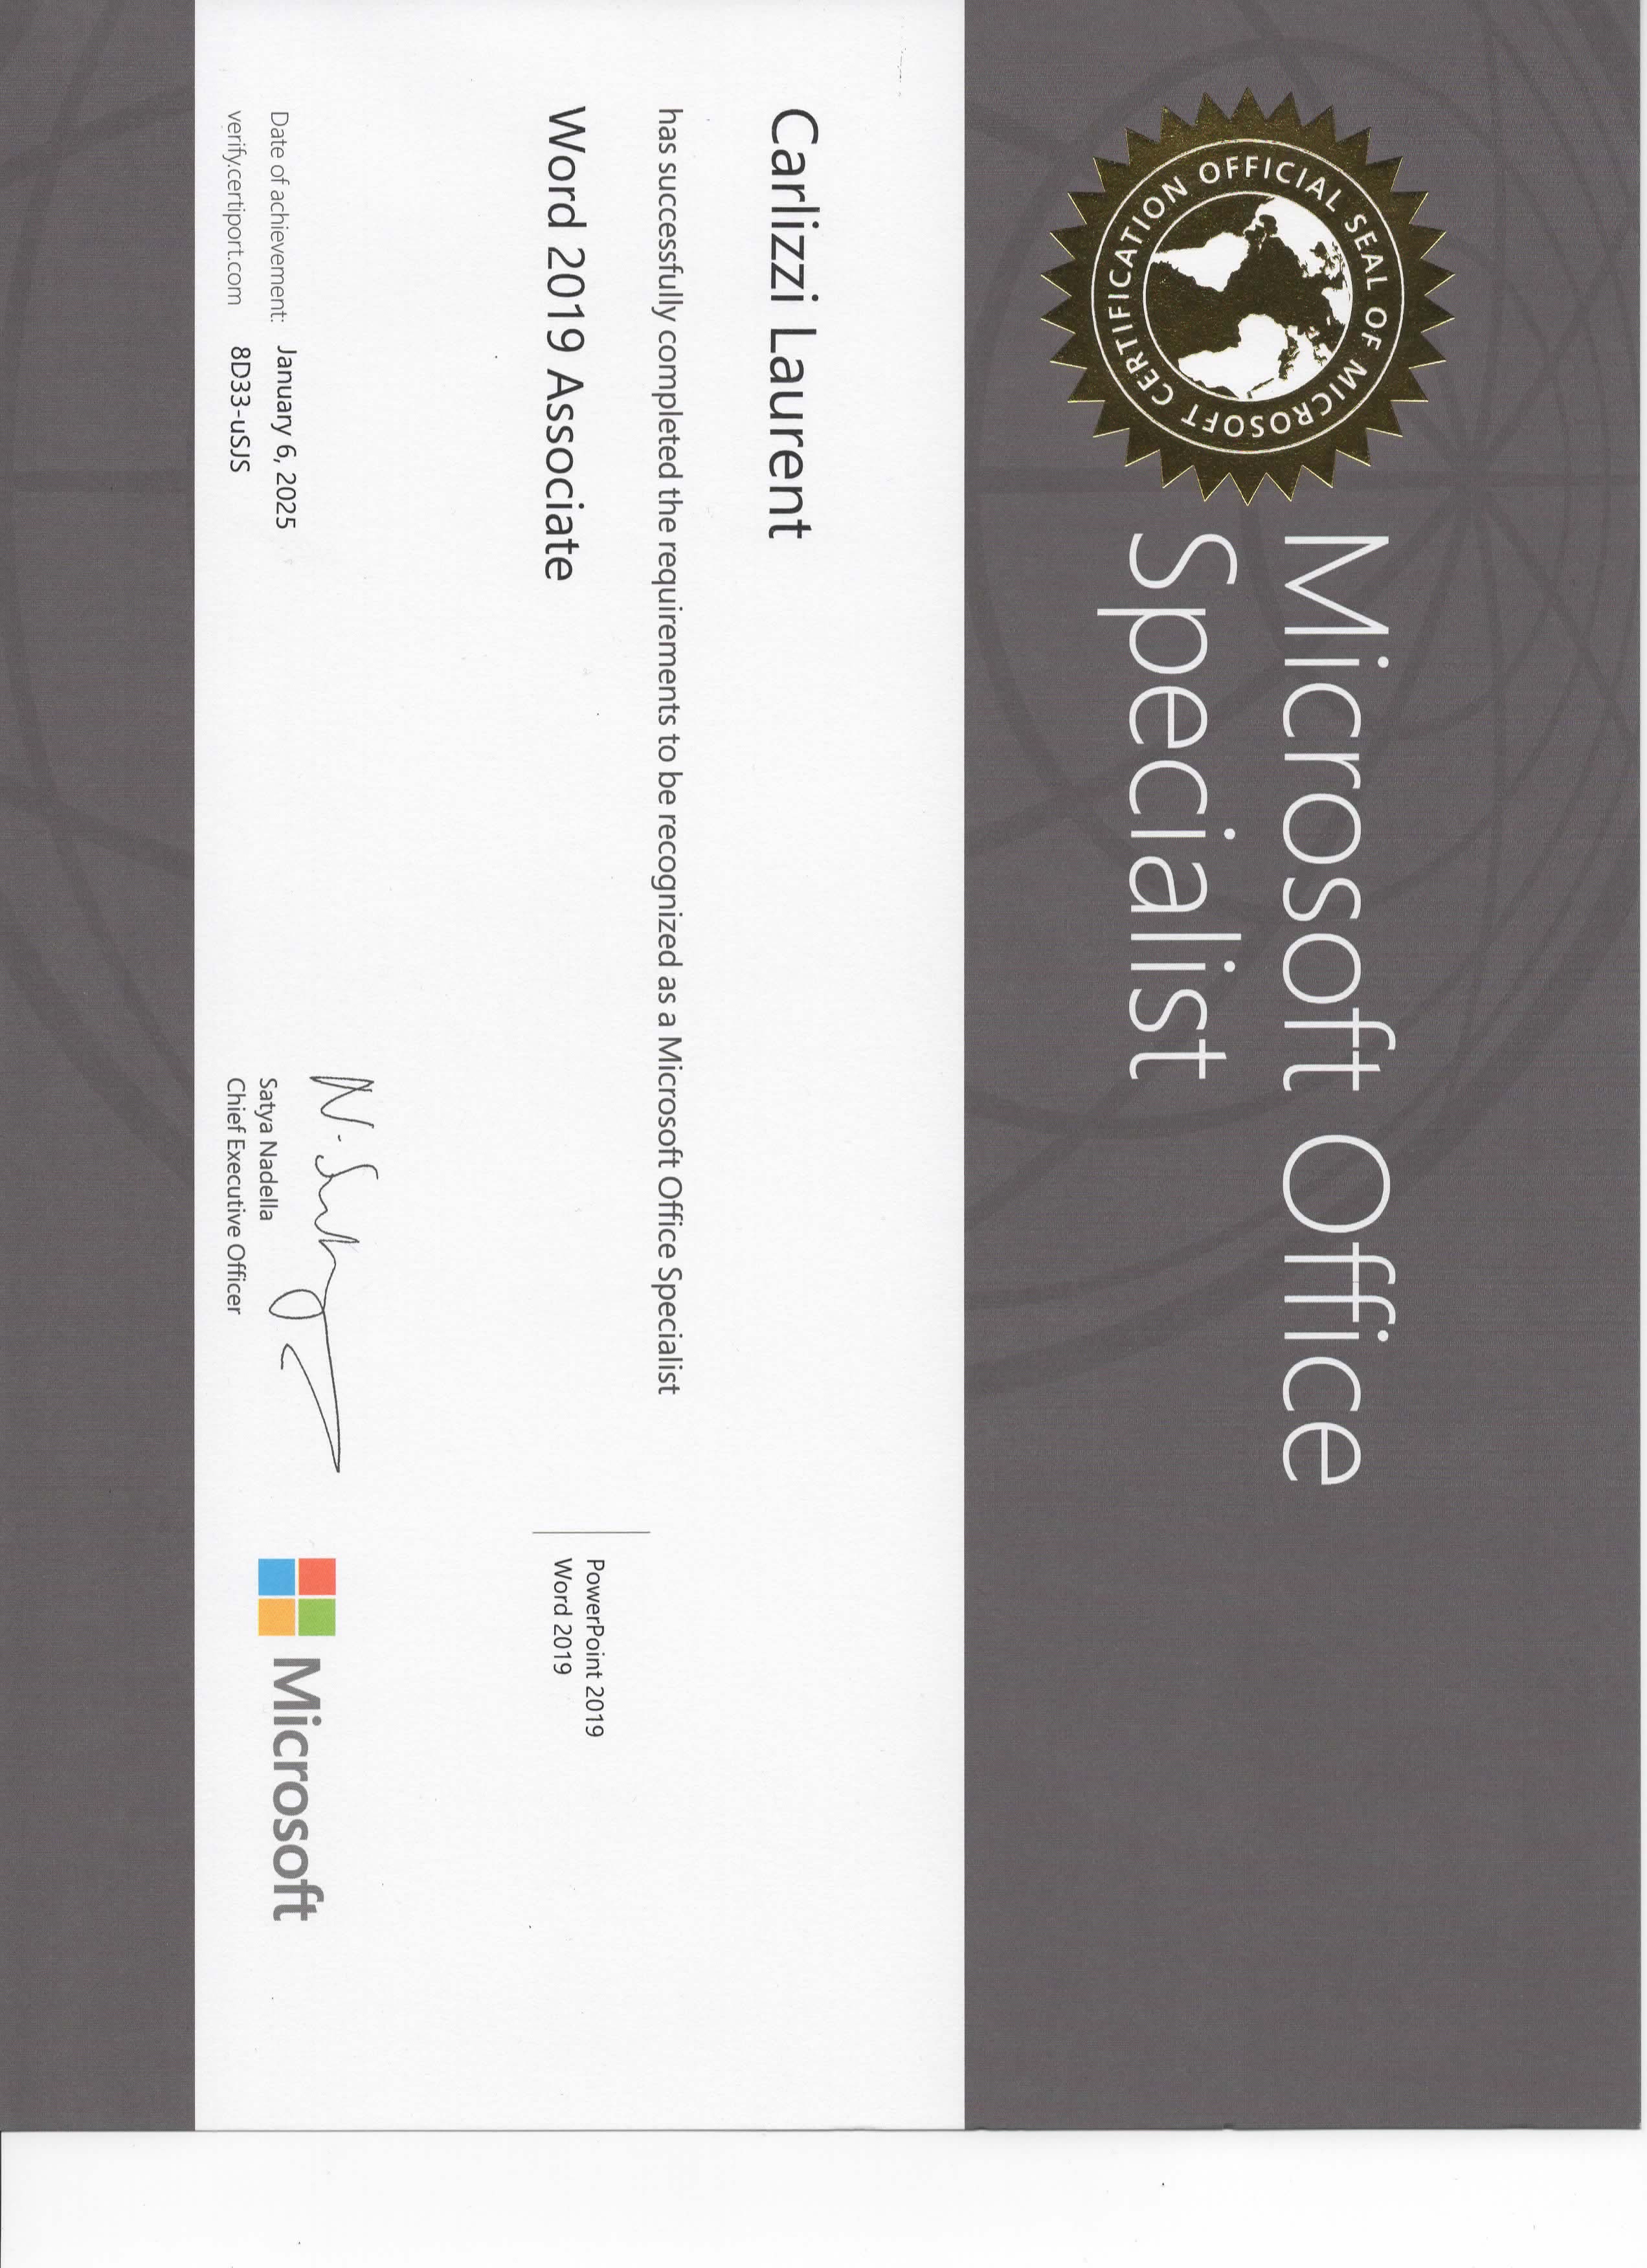 OFFICIAL SEAL OF MICROSOFT CERTIFICATION
Microsoft Office
Specialist
Carlizzi Laurent
has successfully completed the requirements to be recognized as a Microsoft Office Specialist
Word 2019 Associate
PowerPoint 2019
Word 2019
N. 
Satya Nadella
Chief Executive Officer
Microsoft
Date of achievement: January 6, 2025
verify.certiport.com 8D33-uSJS